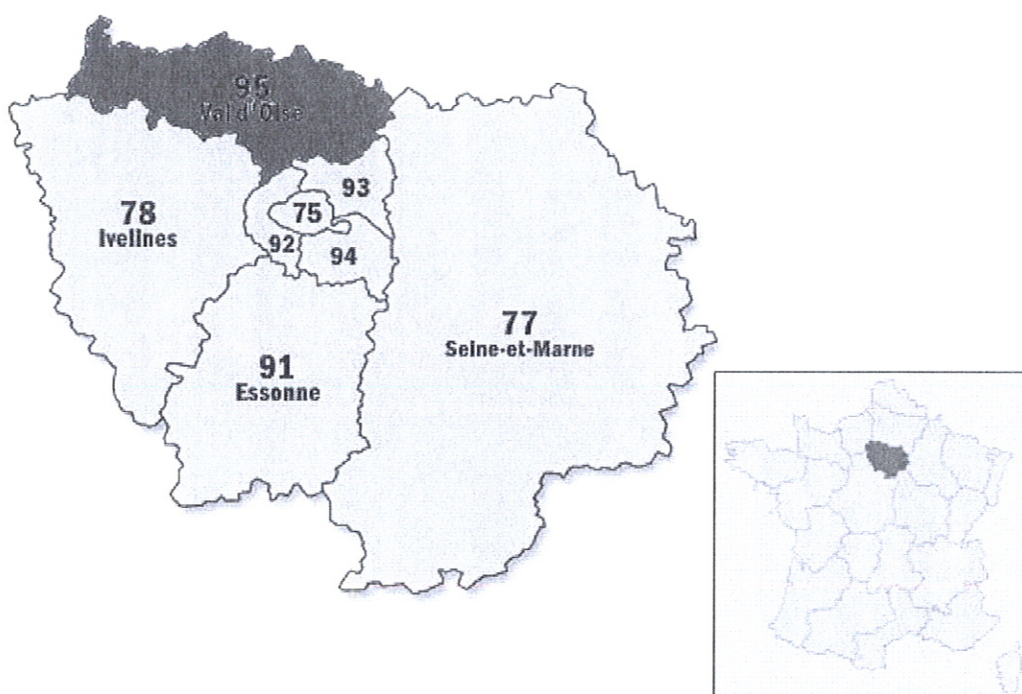 95
Val d'Oise
93
75
78
Ivelines
92
94
77
Seine-et-Marne
91
Essonne